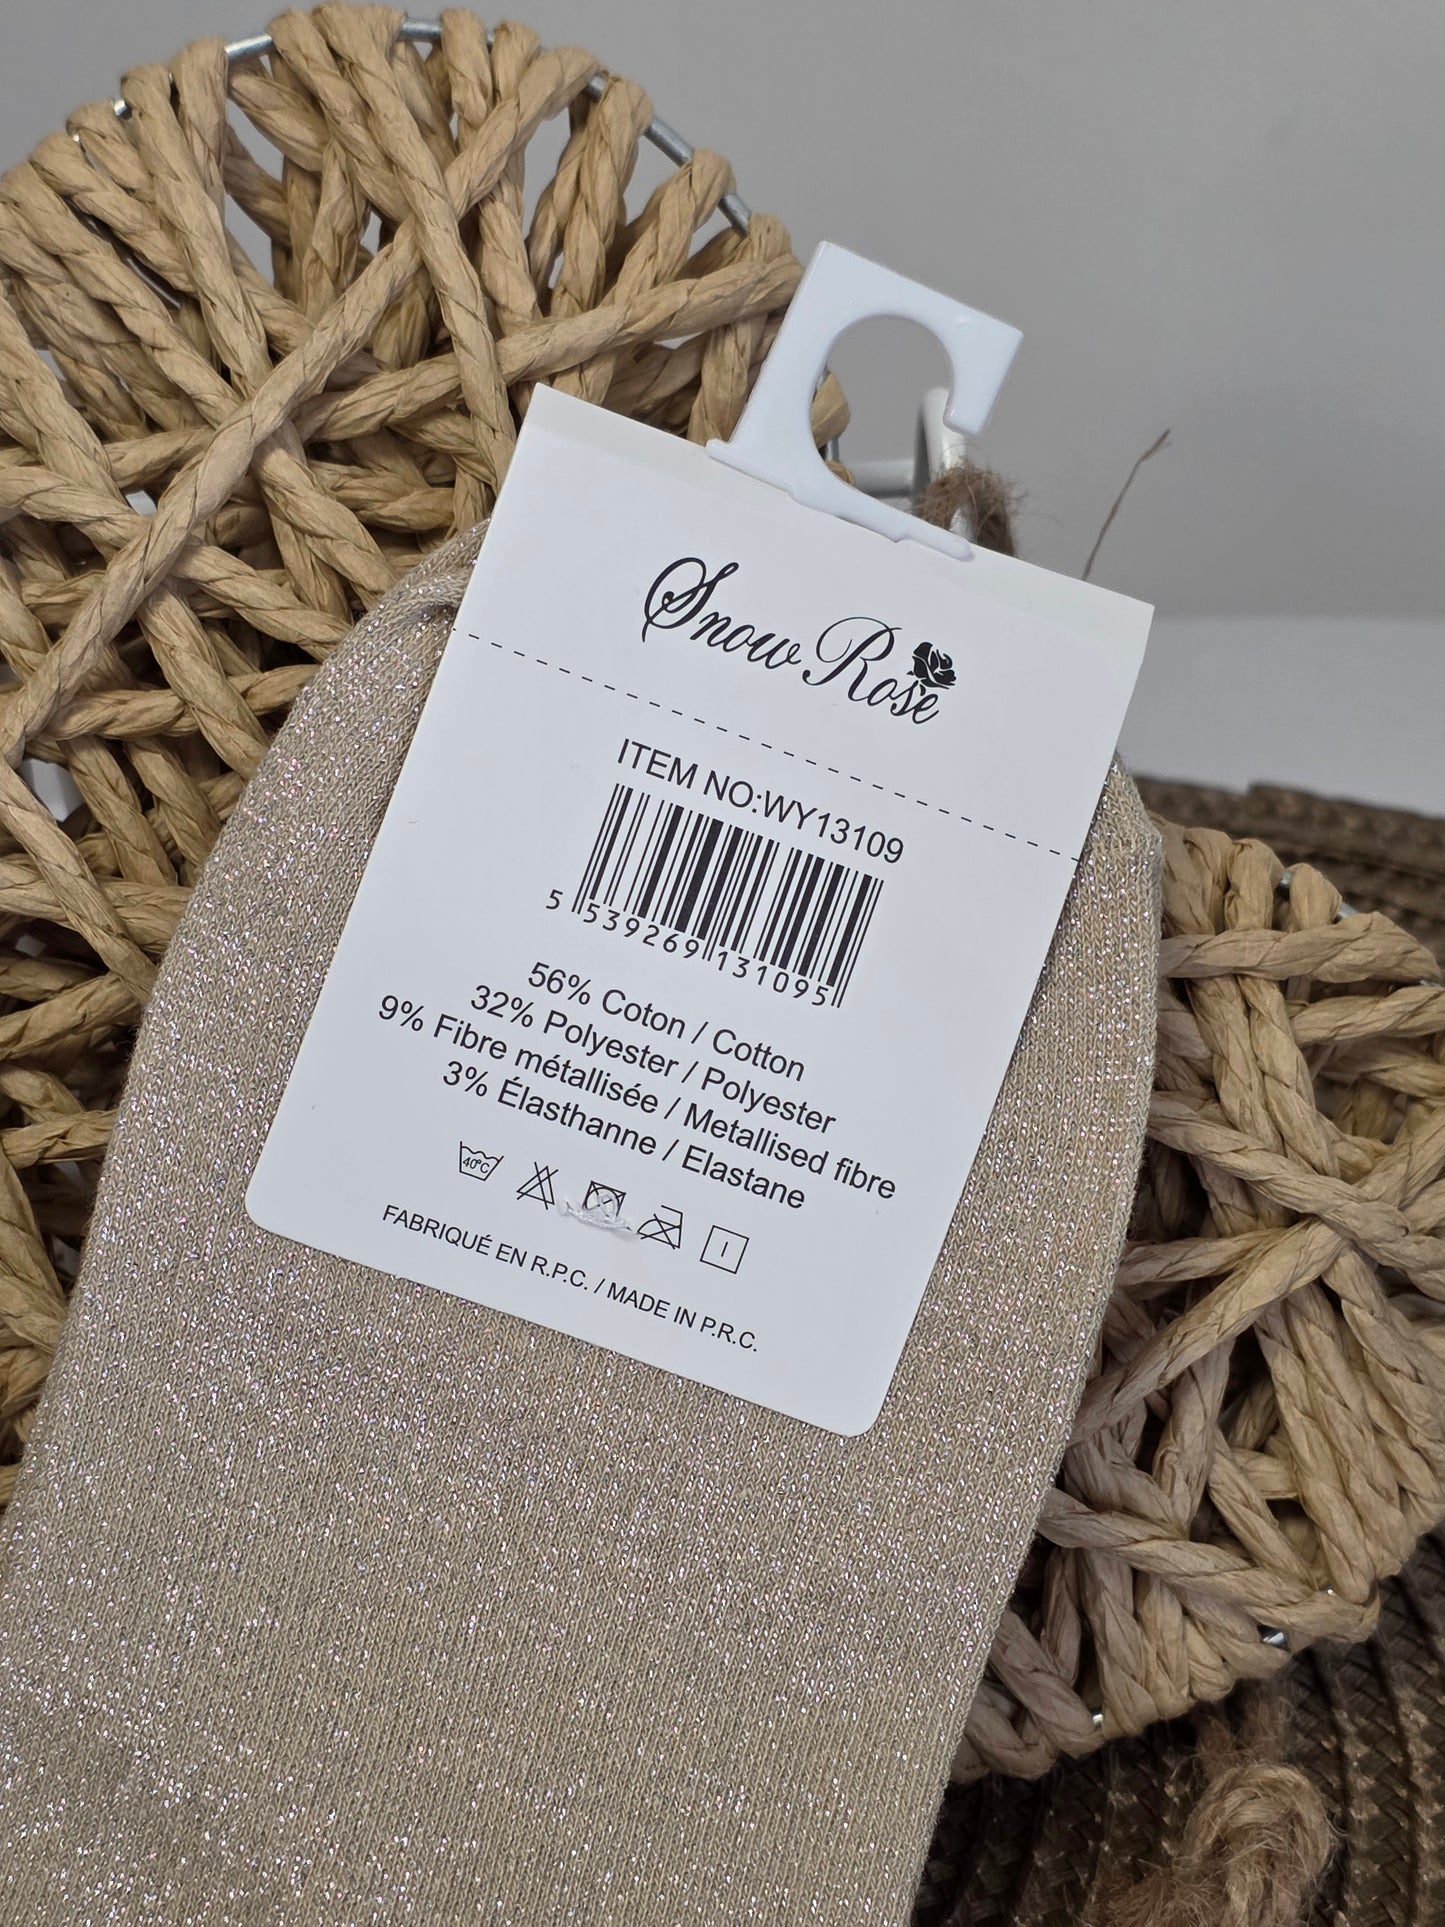 Snow Rose
ITEM NO:WY13109
5 539269 131095
56% Coton / Cotton
32% Polyester / Polyester
9% Fibre métallisée / Metallised fibre
3% Élasthanne / Elastane
40°C
FABRIQUÉ EN R.P.C. / MADE IN P.R.C.